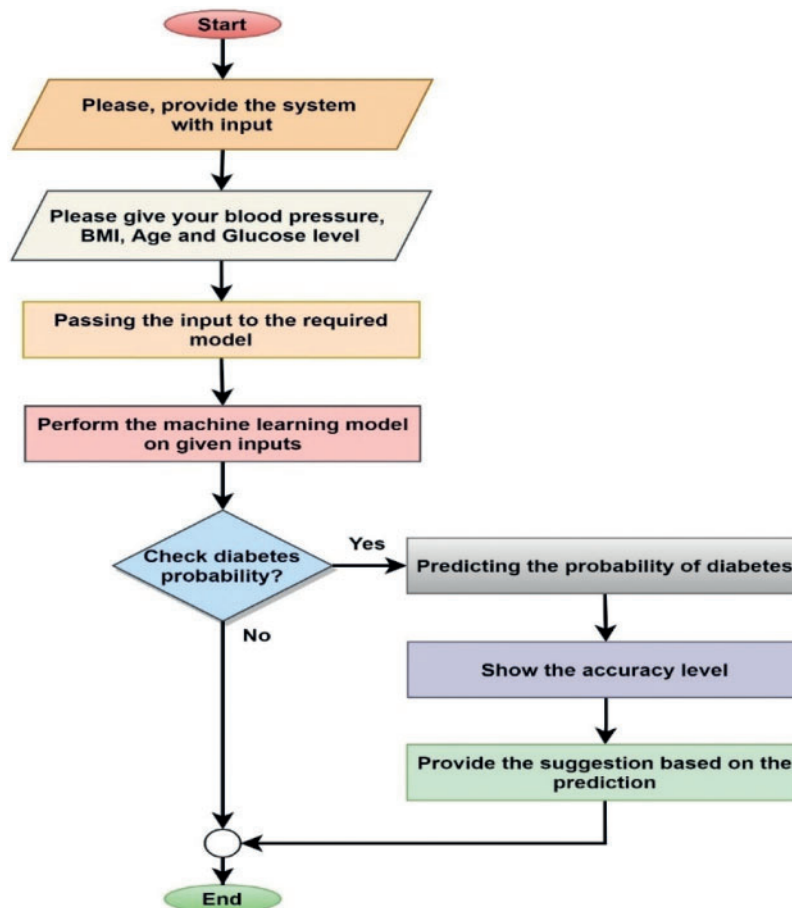 Start
Please, provide the system
with input
Please give your blood pressure,
BMI, Age and Glucose level
Passing the input to the required
model
Perform the machine learning model
on given inputs
Check diabetes
probability?
Yes
Predicting the probability of diabetes
No
Show the accuracy level
Provide the suggestion based on the
prediction
End